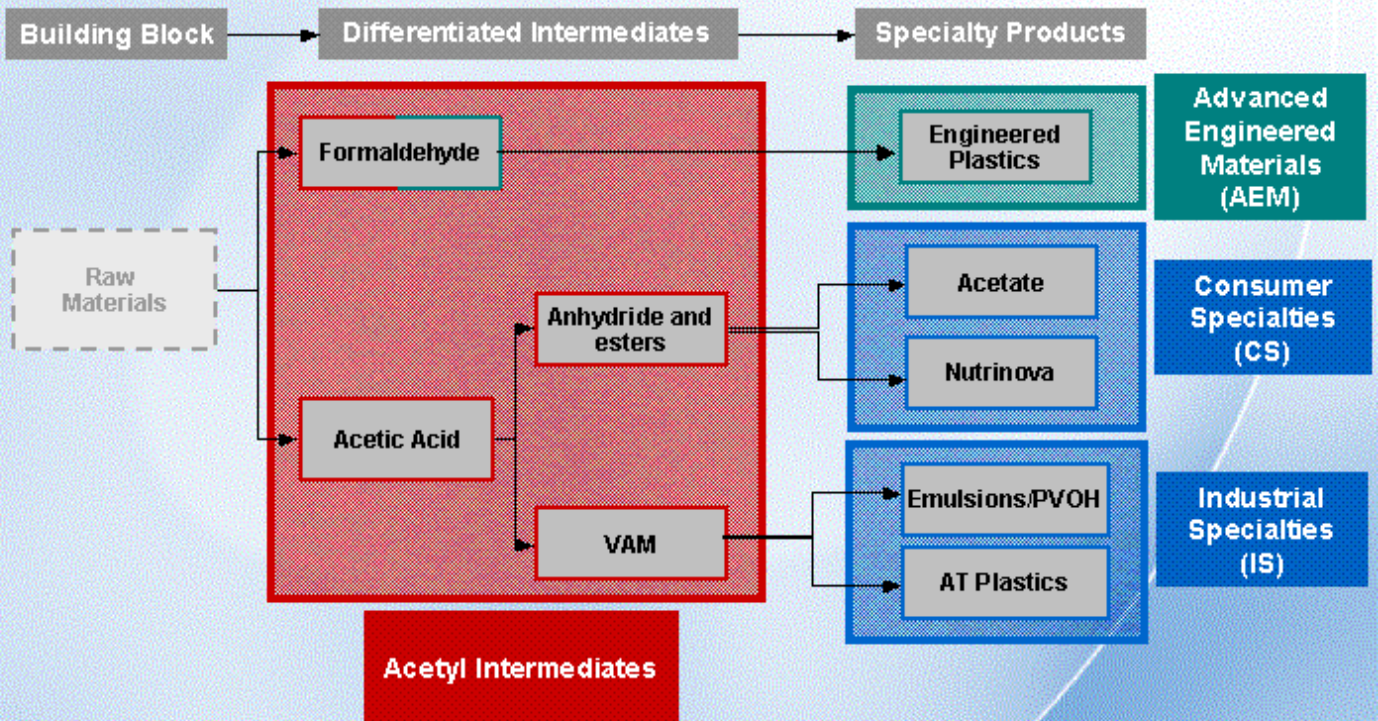 Building Block
Differentiated Intermediates
Specialty Products
Formaldehyde
Engineered
Plastics
Advanced
Engineered
Materials
(AEM)
Raw
Materials
Anhydride and
esters
Acetate
Nutrinova
Consumer
Specialties
(CS)
Acetic Acid
VAM
Emulsions/PVOH
AT Plastics
Industrial
Specialties
(IS)
Acetyl Intermediates